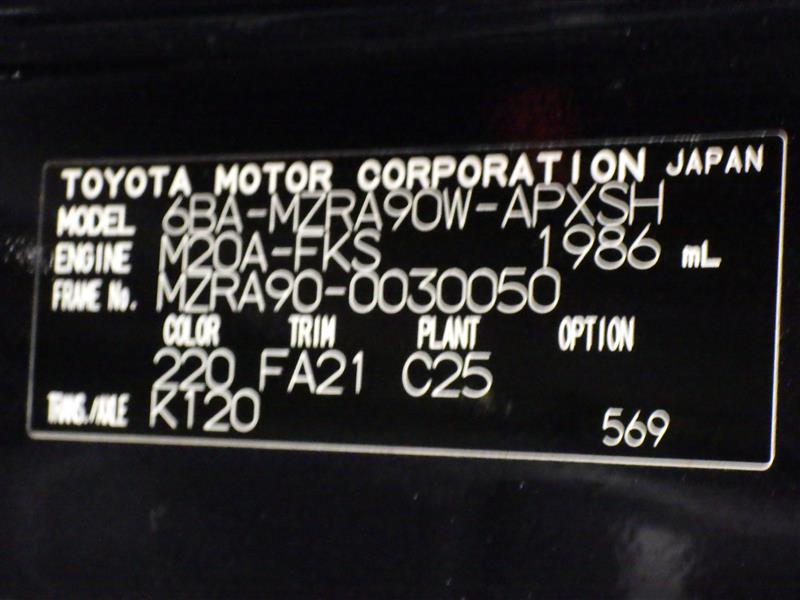 TOYOTA MOTOR CORPORATION JAPAN
MODEL 6BA-MZRA90W-APXSH
ENGINE M20A-FKS 1986 mL
FRAME No. MZRA90-0030050
COLOR TRIM PLANT OPTION
220 FA21 C25
TRANS./AXLE K120
569